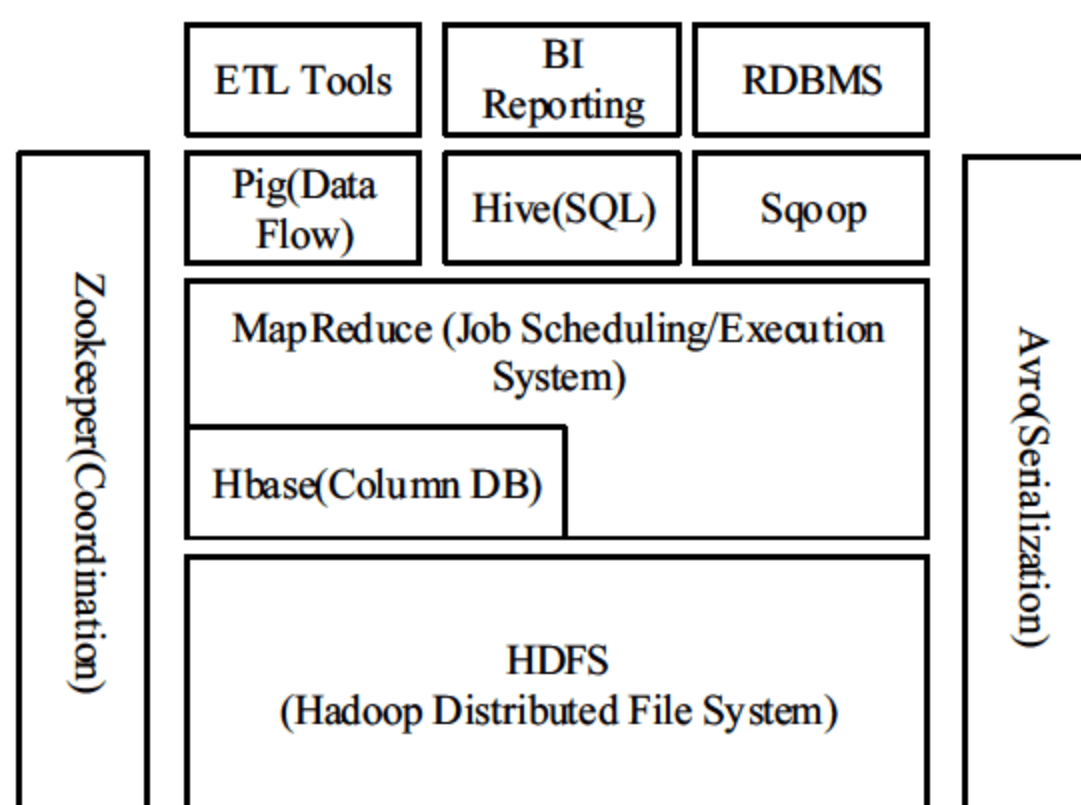 ETL Tools
BI
Reporting
RDBMS
Pig(Data
Flow)
Hive(SQL)
Sqoop
MapReduce (Job Scheduling/Execution
System)
Hbase(Column DB)
HDFS
(Hadoop Distributed File System)
Zookeeper(Coordination)
Avro(Serialization)